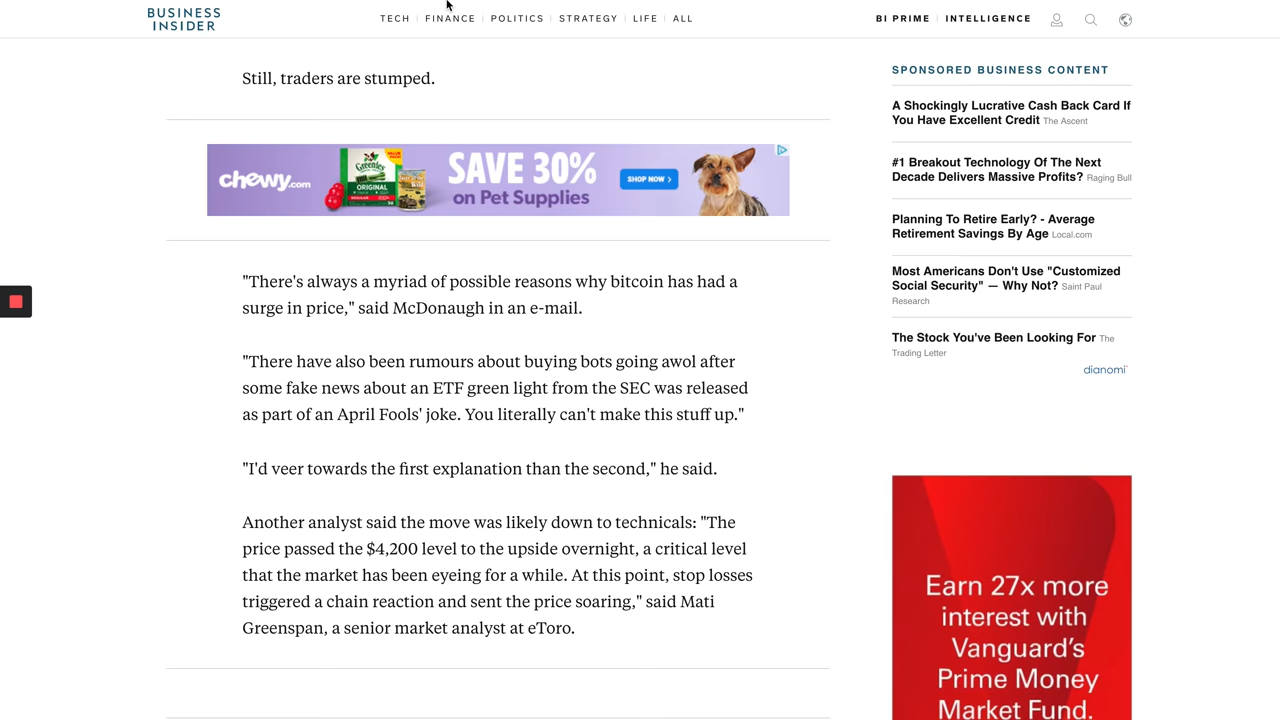 BUSINESS
INSIDER
TECH | FINANCE | POLITICS | STRATEGY | LIFE | ALL
BI PRIME | INTELLIGENCE
Still, traders are stumped.
chewy.com
Greenies
ORIGINAL
SAVE 30%
on Pet Supplies
SHOP NOW >
"There's always a myriad of possible reasons why bitcoin has had a
surge in price," said McDonaugh in an e-mail.
"There have also been rumours about buying bots going awol after
some fake news about an ETF green light from the SEC was released
as part of an April Fools' joke. You literally can't make this stuff up."
"I'd veer towards the first explanation than the second," he said.
Another analyst said the move was likely down to technicals: "The
price passed the $4,200 level to the upside overnight, a critical level
that the market has been eyeing for a while. At this point, stop losses
triggered a chain reaction and sent the price soaring," said Mati
Greenspan, a senior market analyst at eToro.
SPONSORED BUSINESS CONTENT
A Shockingly Lucrative Cash Back Card If
You Have Excellent Credit The Ascent
#1 Breakout Technology Of The Next
Decade Delivers Massive Profits? Raging Bull
Planning To Retire Early? - Average
Retirement Savings By Age Local.com
Most Americans Don't Use "Customized
Social Security" — Why Not? Saint Paul
Research
The Stock You've Been Looking For The
Trading Letter
dianomi
Earn 27x more
interest with
Vanguard's
Prime Money
Market Fund.